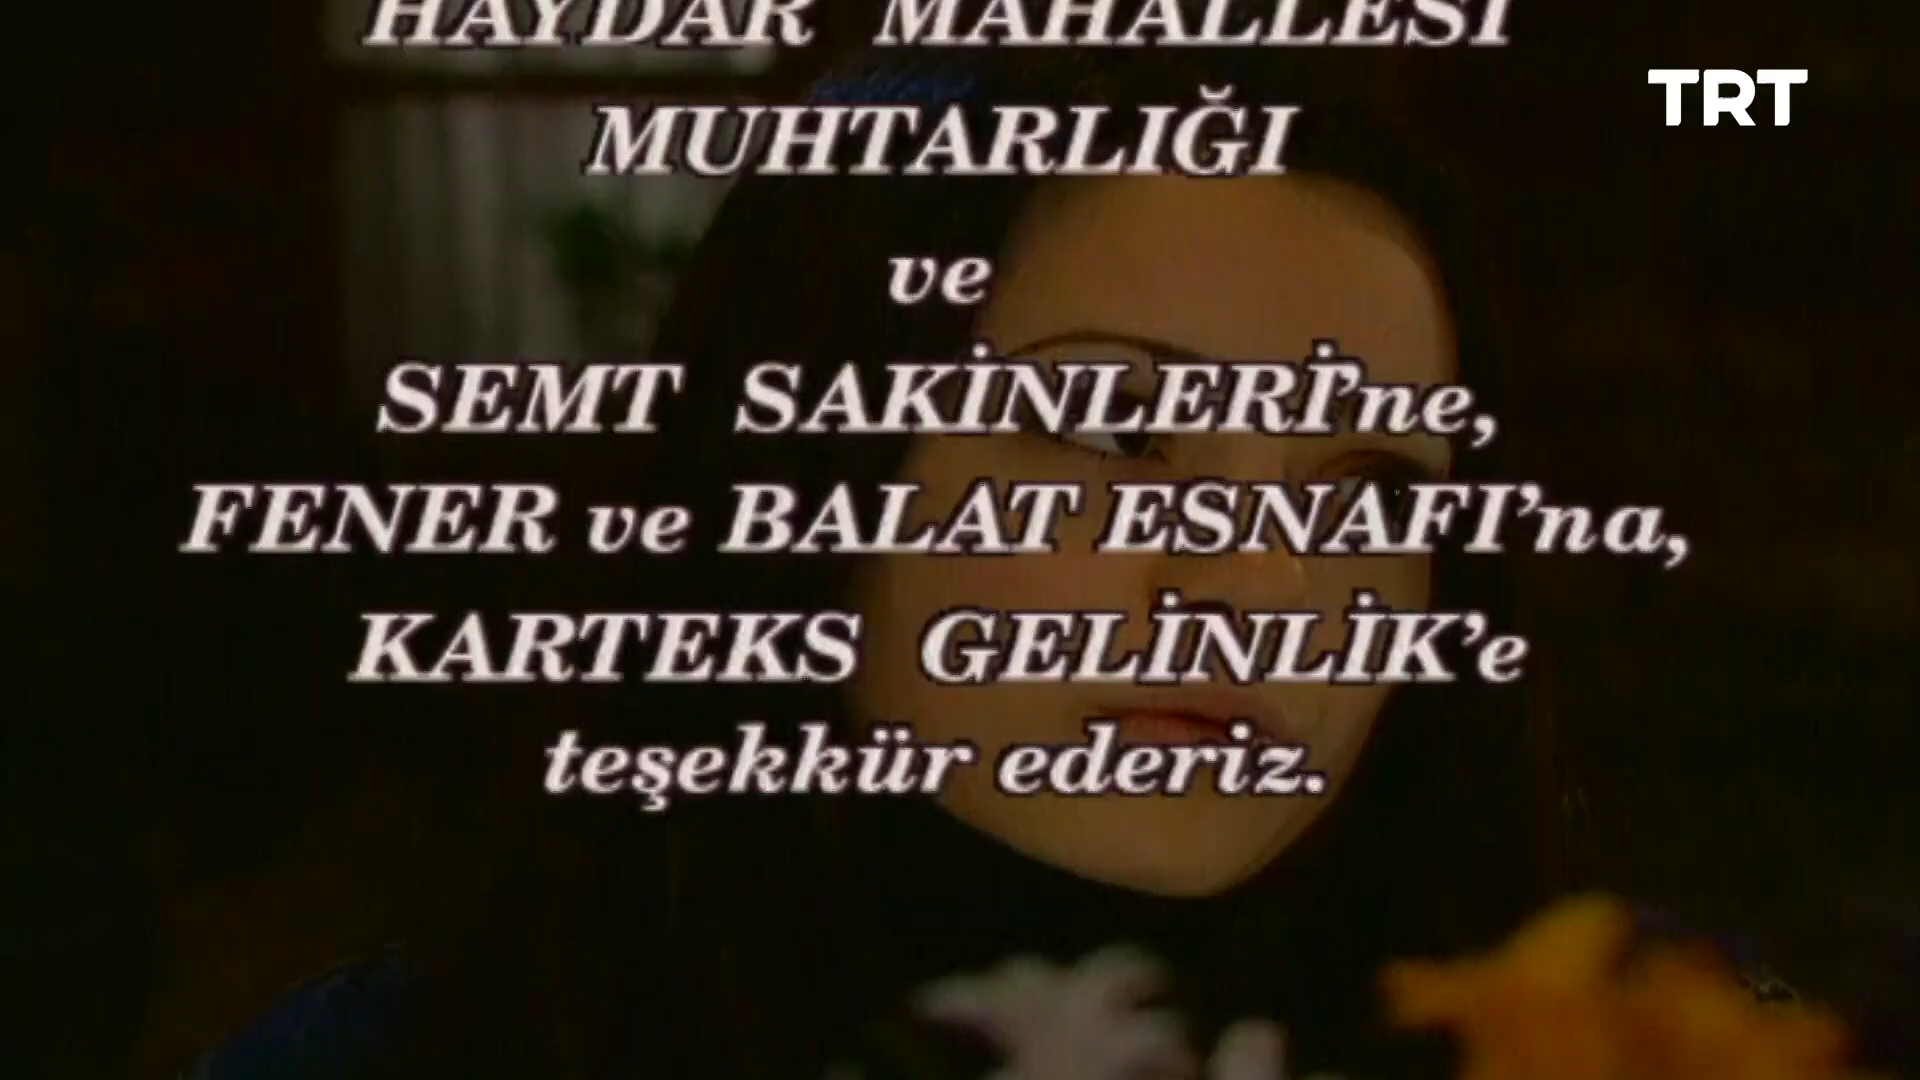 HAYDAR MAHALLESİ
TRT
MUHTARLIĞI
ve
SEMT SAKİNLERİ'ne,
FENER ve BALAT ESNAFI'na,
KARTEKS GELİNLİK'e
teşekkür ederiz.